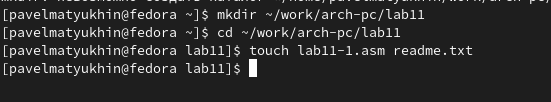 [pavelmatyukhin@fedora ~]$ mkdir ~/work/arch-pc/lab11
[pavelmatyukhin@fedora ~]$ cd ~/work/arch-pc/lab11
[pavelmatyukhin@fedora lab11]$ touch lab11-1.asm readme.txt
[pavelmatyukhin@fedora lab11]$